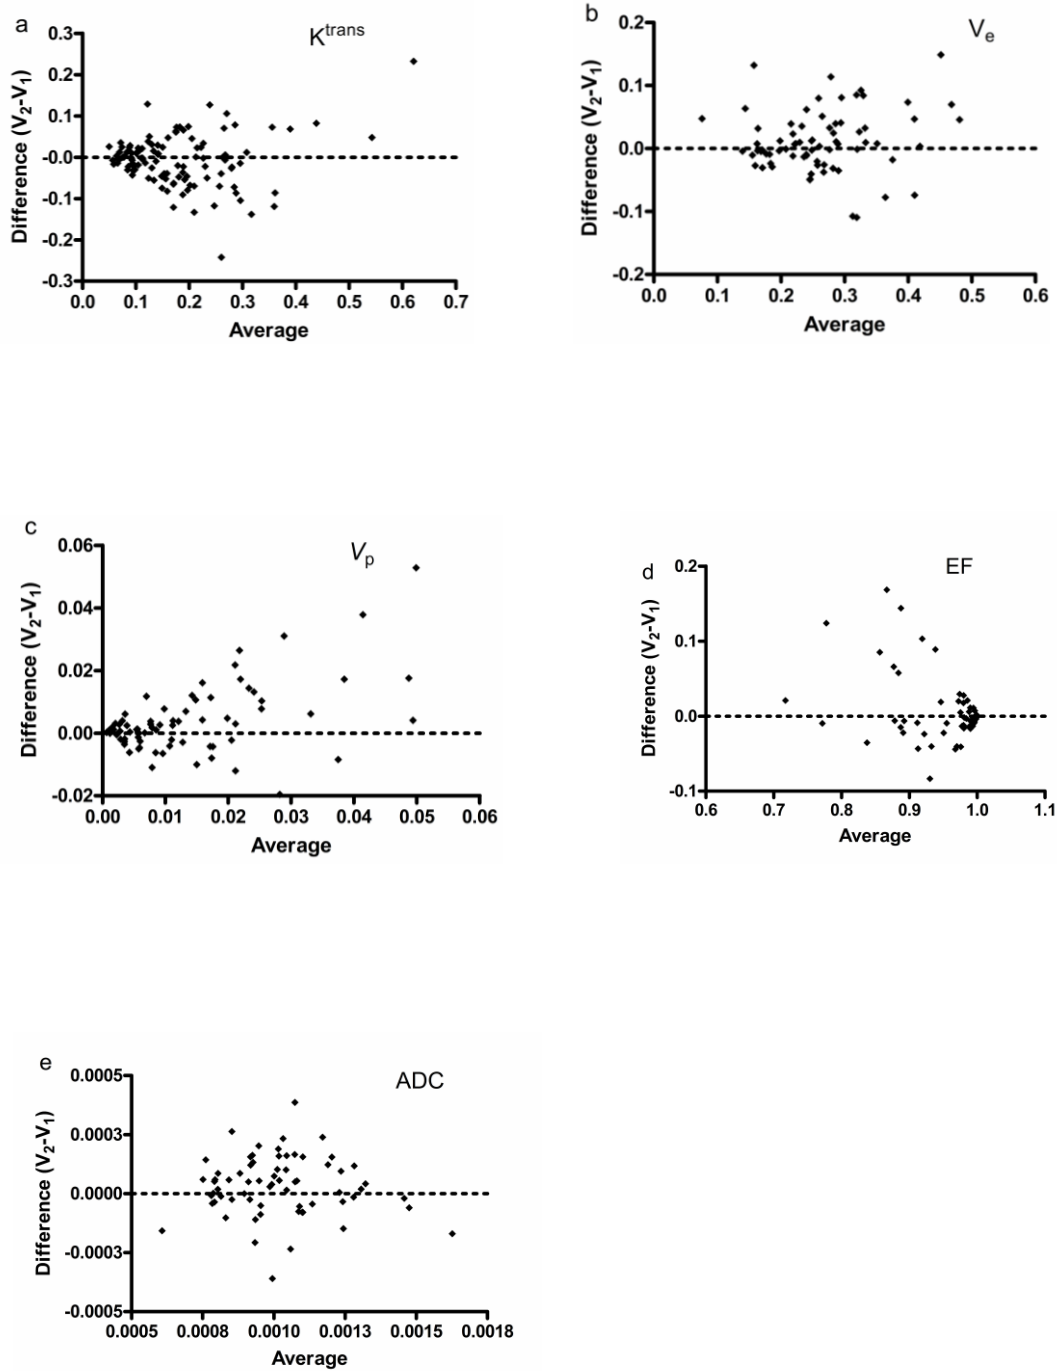 a
K^trans
Difference (V₂-V₁)
0.3
0.2
0.1
-0.0
-0.1
-0.2
-0.3
0.0 0.1 0.2 0.3 0.4 0.5 0.6 0.7
Average
b
Vₑ
Difference (V₂-V₁)
0.2
0.1
0.0
-0.1
-0.2
0.0 0.1 0.2 0.3 0.4 0.5 0.6
Average
c
Vₚ
Difference (V₂-V₁)
0.06
0.04
0.02
0.00
-0.02
0.00 0.01 0.02 0.03 0.04 0.05 0.06
Average
d
EF
Difference (V₂-V₁)
0.2
0.1
0.0
-0.1
0.6 0.7 0.8 0.9 1.0 1.1
Average
e
ADC
Difference (V₂-V₁)
0.0005
0.0003
0.0000
-0.0003
-0.0005
0.0005 0.0008 0.0010 0.0013 0.0015 0.0018
Average